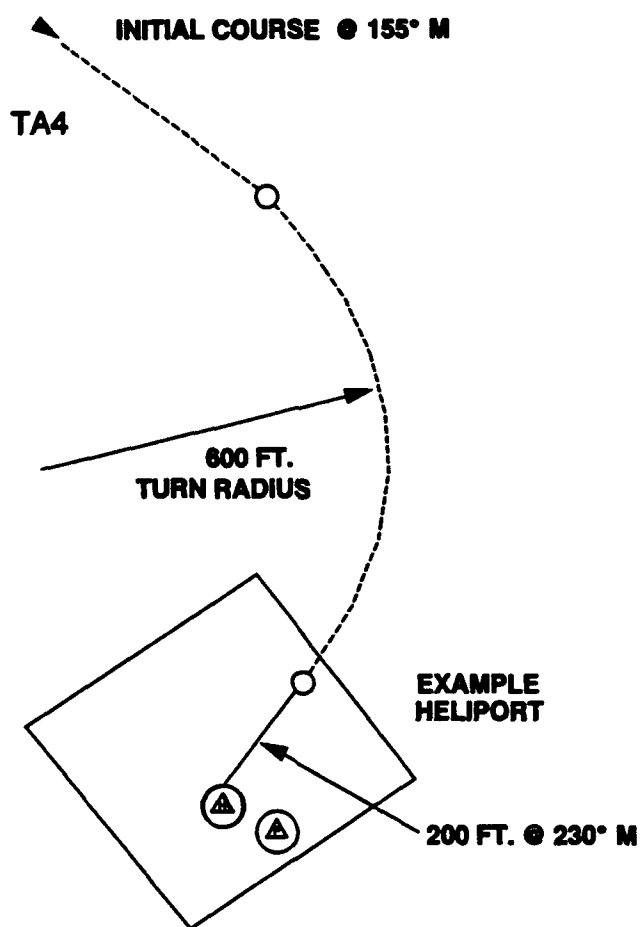 INITIAL COURSE @ 155° M
TA4
600 FT.
TURN RADIUS
EXAMPLE
HELIPORT
H
P
200 FT. @ 230° M